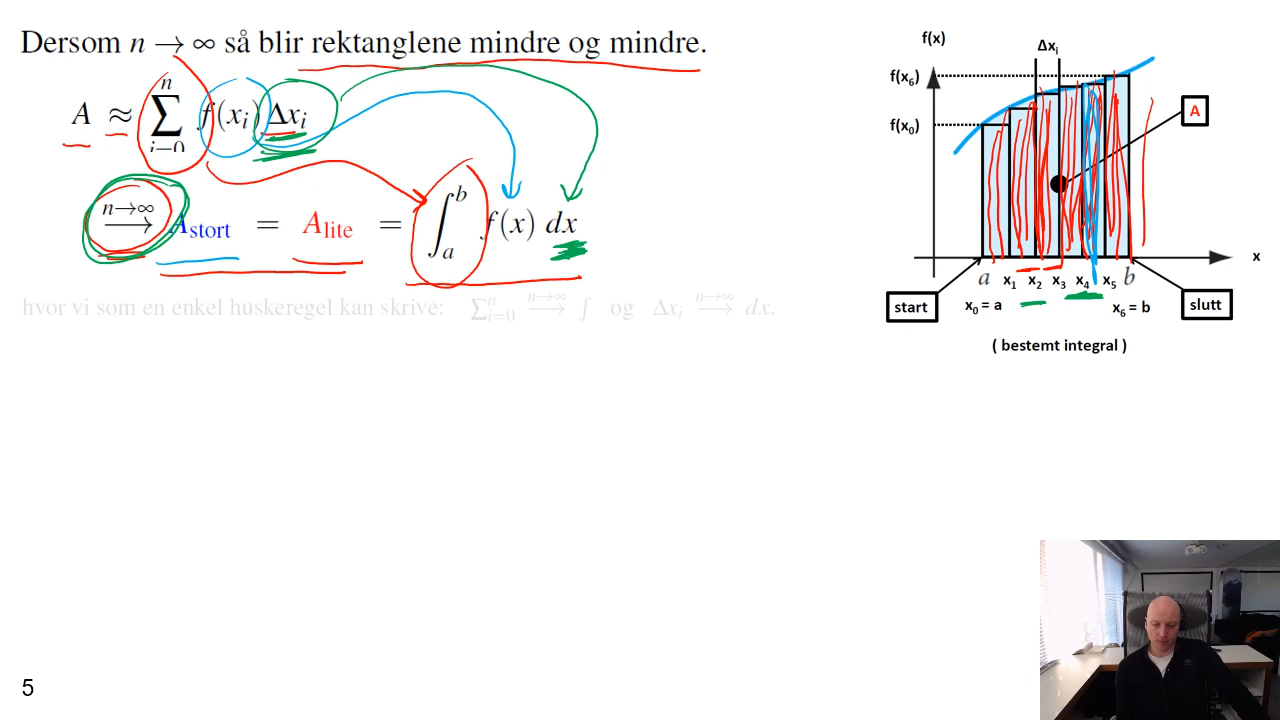 Dersom n → ∞ så blir rektanglene mindre og mindre.
A ≈ ∑ᵢ₌₀ⁿ f(xᵢ) Δxᵢ
n→∞ ⟶ A_stort = A_lite = ∫ₐᵇ f(x) dx
hvor vi som en enkel huskeregel kan skrive: ∑ᵢ₌₀ⁿ n→∞ ⟶ ∫ og Δxᵢ n→∞ ⟶ dx.
f(x)
Δxᵢ
f(x₆)
f(x₀)
A
x
a x₁ x₂ x₃ x₄ x₅ b
start
x₀ = a
x₆ = b
slutt
( bestemt integral )
5